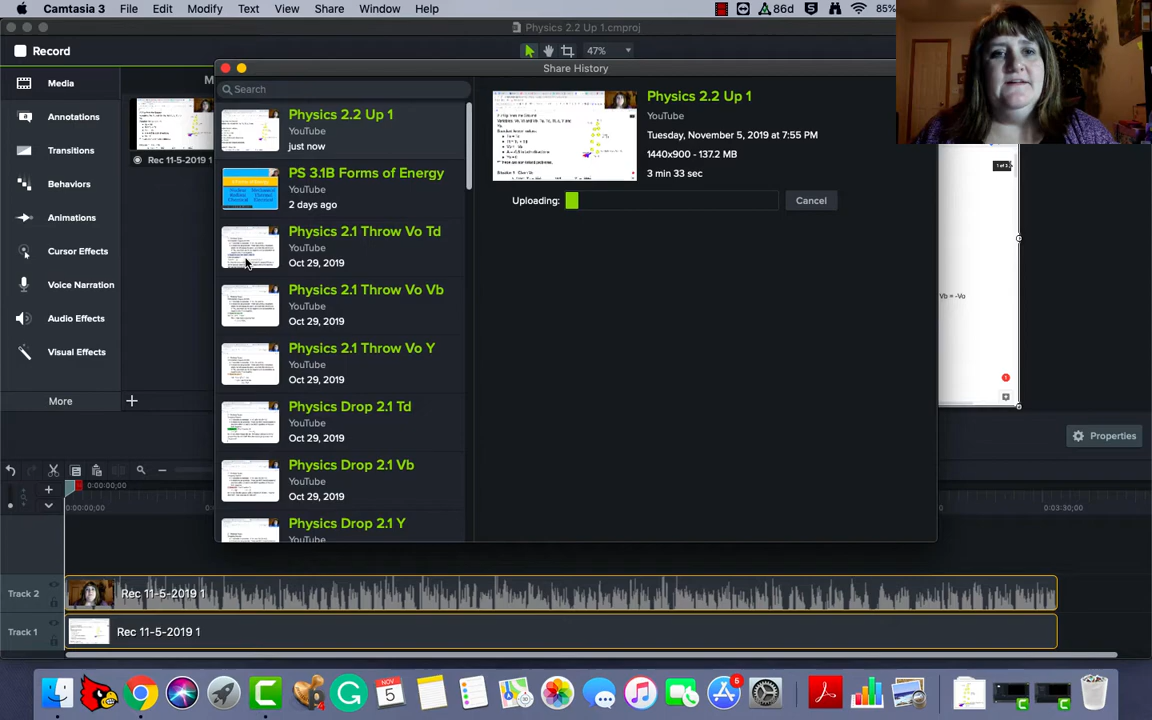 Camtasia 3 File Edit Modify Text View Share Window Help 86d 85%
Physics 2.2 Up 1.cmproj
Record 47%
Share History
Media
Annotations
Transitions
Behaviors
Animations
Cursor Effects
Voice Narration
Audio Effects
Visual Effects
More
M
Rec 11-5-2019 1
Search
Physics 2.2 Up 1
YouTube
just now
PS 3.1B Forms of Energy
YouTube
2 days ago
Physics 2.1 Throw Vo Td
YouTube
Oct 29, 2019
Physics 2.1 Throw Vo Vb
YouTube
Oct 29, 2019
Physics 2.1 Throw Vo Y
YouTube
Oct 29, 2019
Physics Drop 2.1 Td
YouTube
Oct 29, 2019
Physics Drop 2.1 Vb
YouTube
Oct 29, 2019
Physics Drop 2.1 Y
YouTube
Physics 2.2 Up 1
YouTube
Tuesday, November 5, 2019 at 7:55 PM
1440x900 - 137.2 MB
3 min 33 sec
Uploading: Cancel
Vb = -Vo
Properties
0:00:00;00
0:00:00;00
0:03:30;00
Track 2 Rec 11-5-2019 1
Track 1 Rec 11-5-2019 1
NOV
5
6